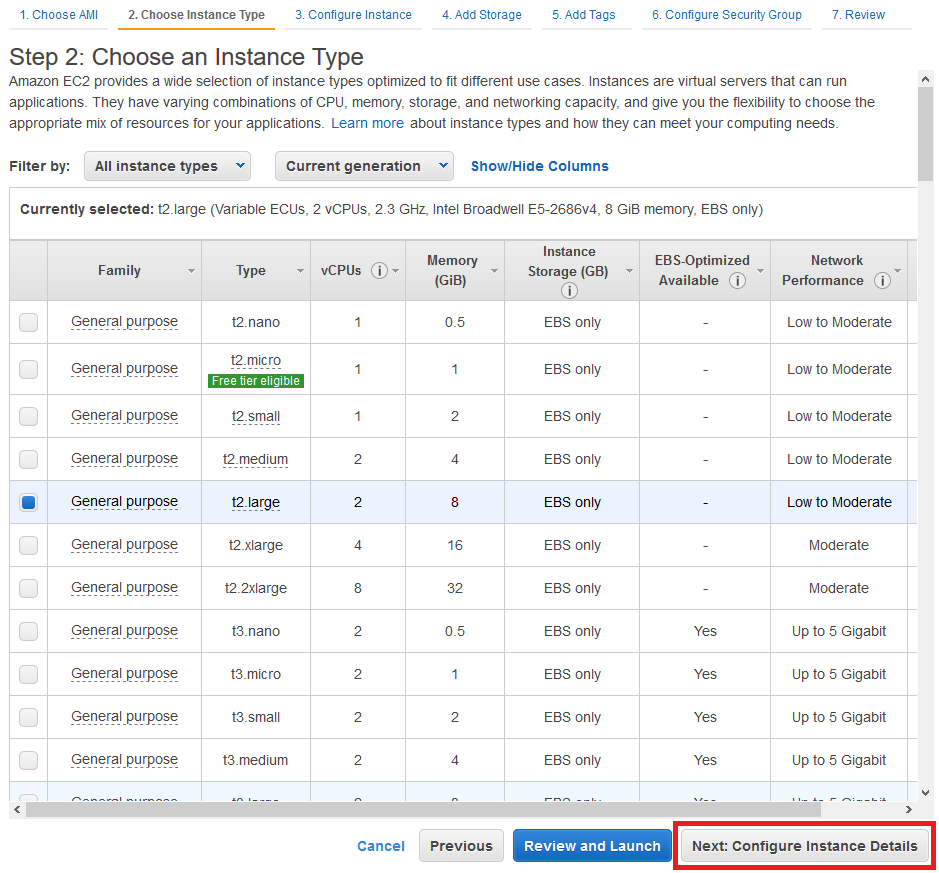 1. Choose AMI 2. Choose Instance Type 3. Configure Instance 4. Add Storage 5. Add Tags 6. Configure Security Group 7. Review
Step 2: Choose an Instance Type
Amazon EC2 provides a wide selection of instance types optimized to fit different use cases. Instances are virtual servers that can run
applications. They have varying combinations of CPU, memory, storage, and networking capacity, and give you the flexibility to choose the
appropriate mix of resources for your applications. Learn more about instance types and how they can meet your computing needs.
Filter by: All instance types Current generation Show/Hide Columns
Currently selected: t2.large (Variable ECUs, 2 vCPUs, 2.3 GHz, Intel Broadwell E5-2686v4, 8 GiB memory, EBS only)
Family Type vCPUs Memory (GiB) Instance Storage (GB) EBS-Optimized Available Network Performance
General purpose t2.nano 1 0.5 EBS only - Low to Moderate
General purpose t2.micro Free tier eligible 1 1 EBS only - Low to Moderate
General purpose t2.small 1 2 EBS only - Low to Moderate
General purpose t2.medium 2 4 EBS only - Low to Moderate
General purpose t2.large 2 8 EBS only - Low to Moderate
General purpose t2.xlarge 4 16 EBS only - Moderate
General purpose t2.2xlarge 8 32 EBS only - Moderate
General purpose t3.nano 2 0.5 EBS only Yes Up to 5 Gigabit
General purpose t3.micro 2 1 EBS only Yes Up to 5 Gigabit
General purpose t3.small 2 2 EBS only Yes Up to 5 Gigabit
General purpose t3.medium 2 4 EBS only Yes Up to 5 Gigabit
Cancel Previous Review and Launch Next: Configure Instance Details